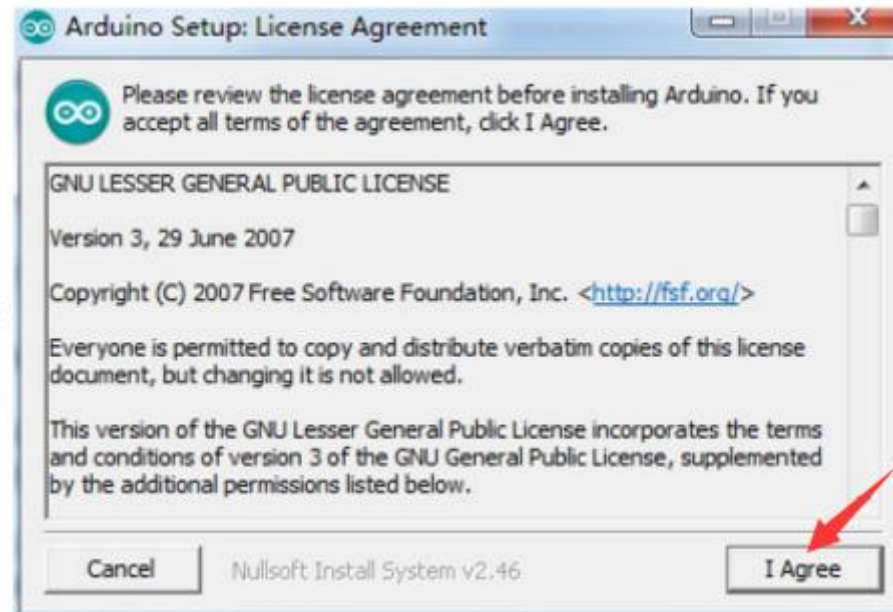 Arduino Setup: License Agreement
Please review the license agreement before installing Arduino. If you
accept all terms of the agreement, click I Agree.
GNU LESSER GENERAL PUBLIC LICENSE
Version 3, 29 June 2007
Copyright (C) 2007 Free Software Foundation, Inc. <http://fsf.org/>
Everyone is permitted to copy and distribute verbatim copies of this license
document, but changing it is not allowed.
This version of the GNU Lesser General Public License incorporates the terms
and conditions of version 3 of the GNU General Public License, supplemented
by the additional permissions listed below.
Cancel
Nullsoft Install System v2.46
I Agree